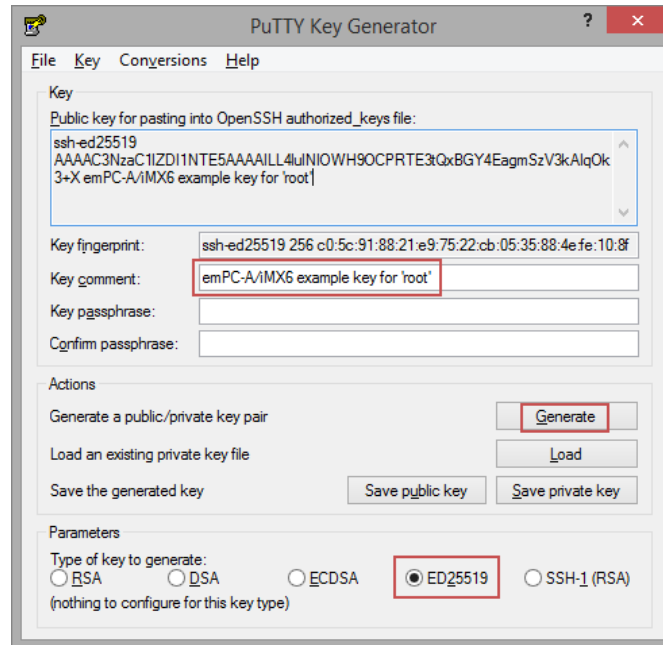 PuTTY Key Generator ? ×
File Key Conversions Help
Key
Public key for pasting into OpenSSH authorized_keys file:
ssh-ed25519
AAAAC3NzaC1lZDI1NTE5AAAAILL4luINIOWH9OCPRTE3tQxBGY4EagmSzV3kAlqOk
3+X emPC-A/iMX6 example key for 'root'
Key fingerprint: ssh-ed25519 256 c0:5c:91:88:21:e9:75:22:cb:05:35:88:4e:fe:10:8f
Key comment: emPC-A/iMX6 example key for 'root'
Key passphrase:
Confirm passphrase:
Actions
Generate a public/private key pair Generate
Load an existing private key file Load
Save the generated key Save public key Save private key
Parameters
Type of key to generate:
RSA DSA ECDSA ED25519 SSH-1 (RSA)
(nothing to configure for this key type)